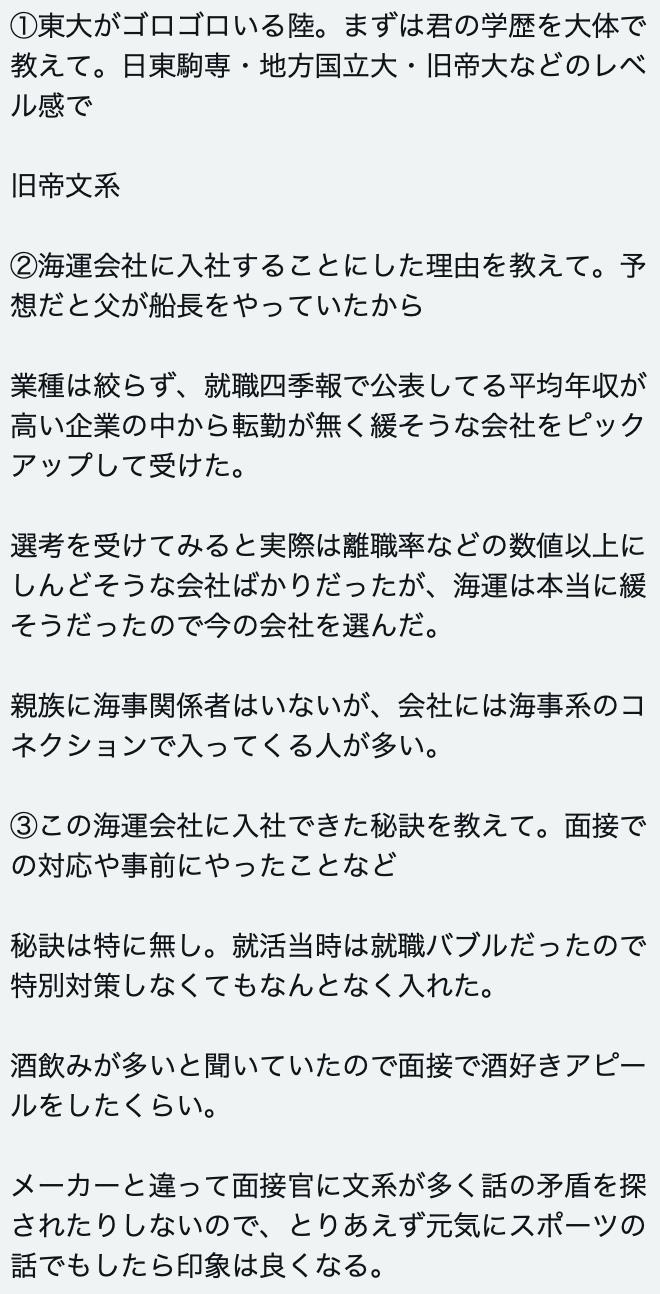 ①東大がゴロゴロいる陸。まずは君の学歴を大体で
教えて。日東駒専・地方国立大・旧帝大などのレベ
ル感で
旧帝文系
②海運会社に入社することにした理由を教えて。予
想だと父が船長をやっていたから
業種は絞らず、就職四季報で公表してる平均年収が
高い企業の中から転勤が無く緩そうな会社をピック
アップして受けた。
選考を受けてみると実際は離職率などの数値以上に
しんどそうな会社ばかりだったが、海運は本当に緩
そうだったので今の会社を選んだ。
親族に海事関係者はいないが、会社には海事系のコ
ネクションで入ってくる人が多い。
③この海運会社に入社できた秘訣を教えて。面接で
の対応や事前にやったことなど
秘訣は特に無し。就活当時は就職バブルだったので
特別対策しなくてもなんとなく入れた。
酒飲みが多いと聞いていたので面接で酒好きアピー
ルをしたくらい。
メーカーと違って面接官に文系が多く話の矛盾を探
されたりしないので、とりあえず元気にスポーツの
話でもしたら印象は良くなる。